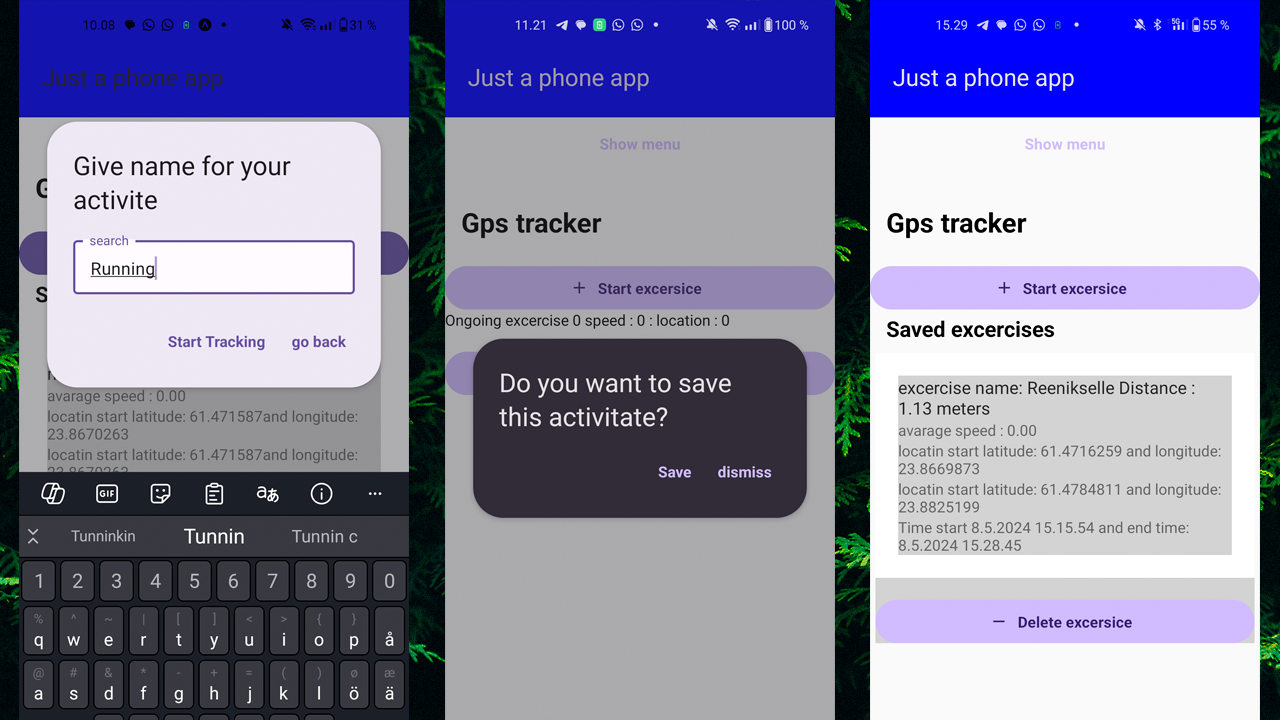 10.08
31 %
Just a phone app
Give name for your
activite
search
Running
Start Tracking go back
avarage speed : 0.00
locatin start latitude: 61.471587and longitude:
23.8670263
locatin start latitude: 61.471587and longitude:
23.8670263
GIF
Tunninkin Tunnin Tunnin c
1 2 3 4 5 6 7 8 9 0
% ^ ~ | [ ] < > { }
q w e r t y u i o p å
@ # & * - + = ( ) ø æ
a s d f g h j k l ö ä
11.21
100 %
Just a phone app
Show menu
Gps tracker
+ Start excersice
Ongoing excercise 0 speed : 0 : location : 0
Do you want to save
this activitate?
Save dismiss
15.29
5G
55 %
Just a phone app
Show menu
Gps tracker
+ Start excersice
Saved excercises
excercise name: Reenikselle Distance :
1.13 meters
avarage speed : 0.00
locatin start latitude: 61.4716259 and longitude:
23.8669873
locatin start latitude: 61.4784811 and longitude:
23.8825199
Time start 8.5.2024 15.15.54 and end time:
8.5.2024 15.28.45
— Delete excersice